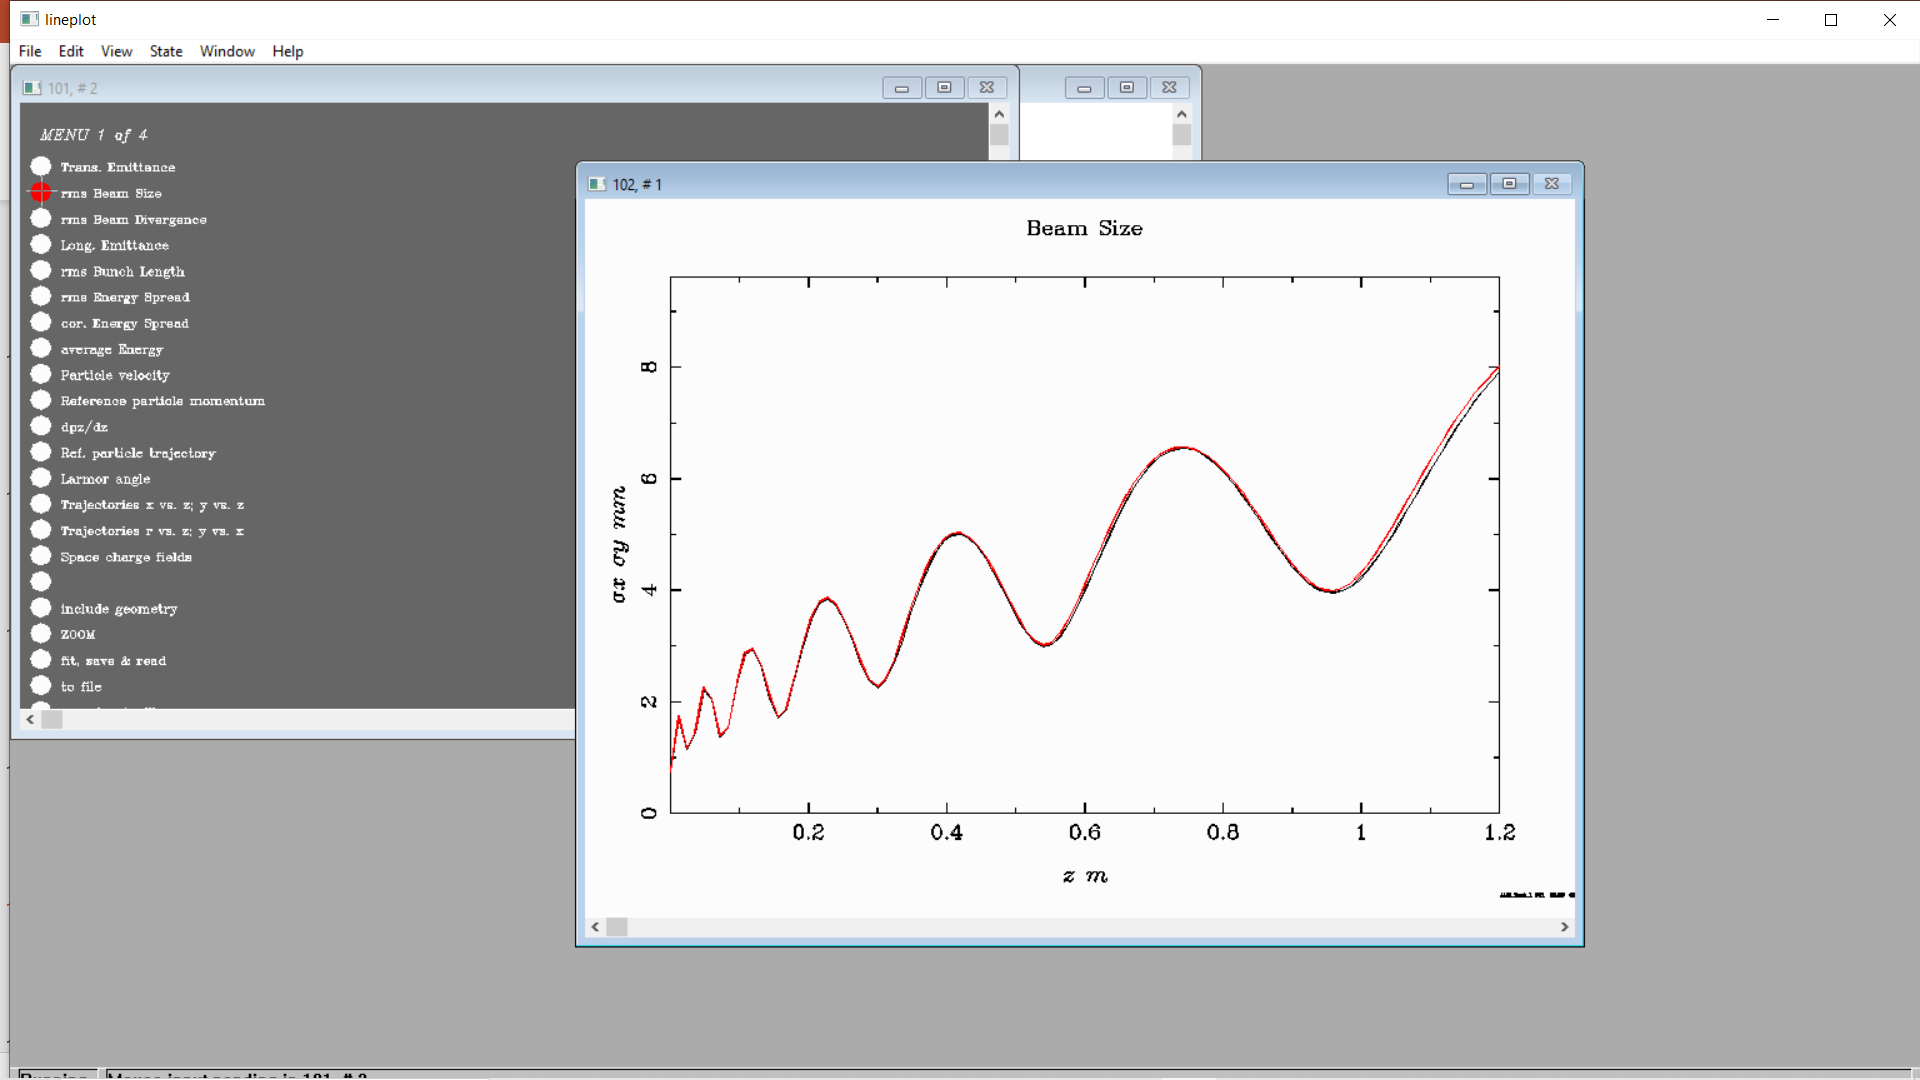 lineplot
File Edit View State Window Help
101, # 2
MENU 1 of 4
Trans. Emittance
rms Beam Size
rms Beam Divergence
Long. Emittance
rms Bunch Length
rms Energy Spread
cor. Energy Spread
average Energy
Particle velocity
Reference particle momentum
dpz/dz
Ref. particle trajectory
Larmor angle
Trajectories x vs. z; y vs. z
Trajectories r vs. z; y vs. x
Space charge fields
include geometry
ZOOM
fit, save & read
to file
102, # 1
Beam Size
σx σy mm
8
6
4
2
0
0.2 0.4 0.6 0.8 1 1.2
z m